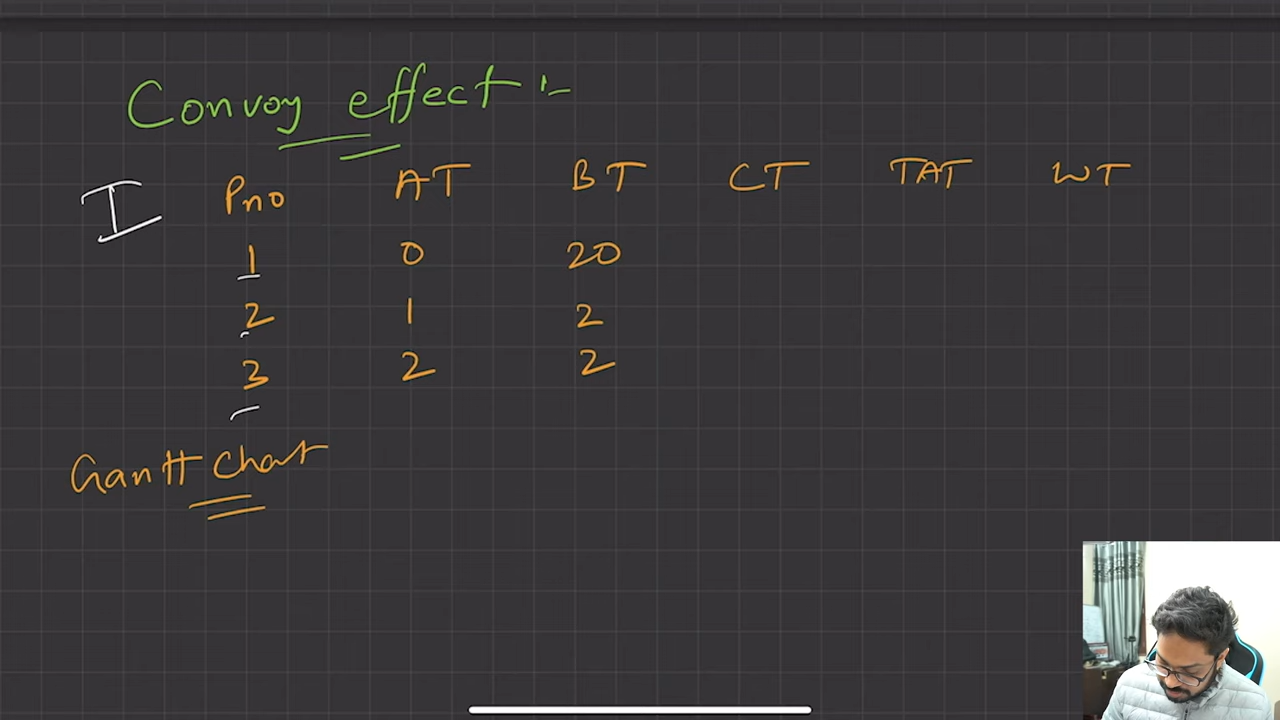 Convoy effect :-
I Pno AT BT CT TAT WT
1 0 20
2 1 2
3 2 2
Gantt Chart